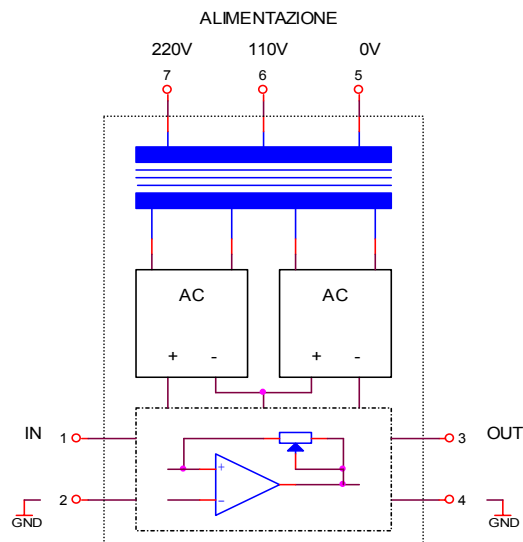 ALIMENTAZIONE
220V 110V 0V
7 6 5
AC AC
+ - + -
IN 1 3 OUT
+
-
2 4
GND GND